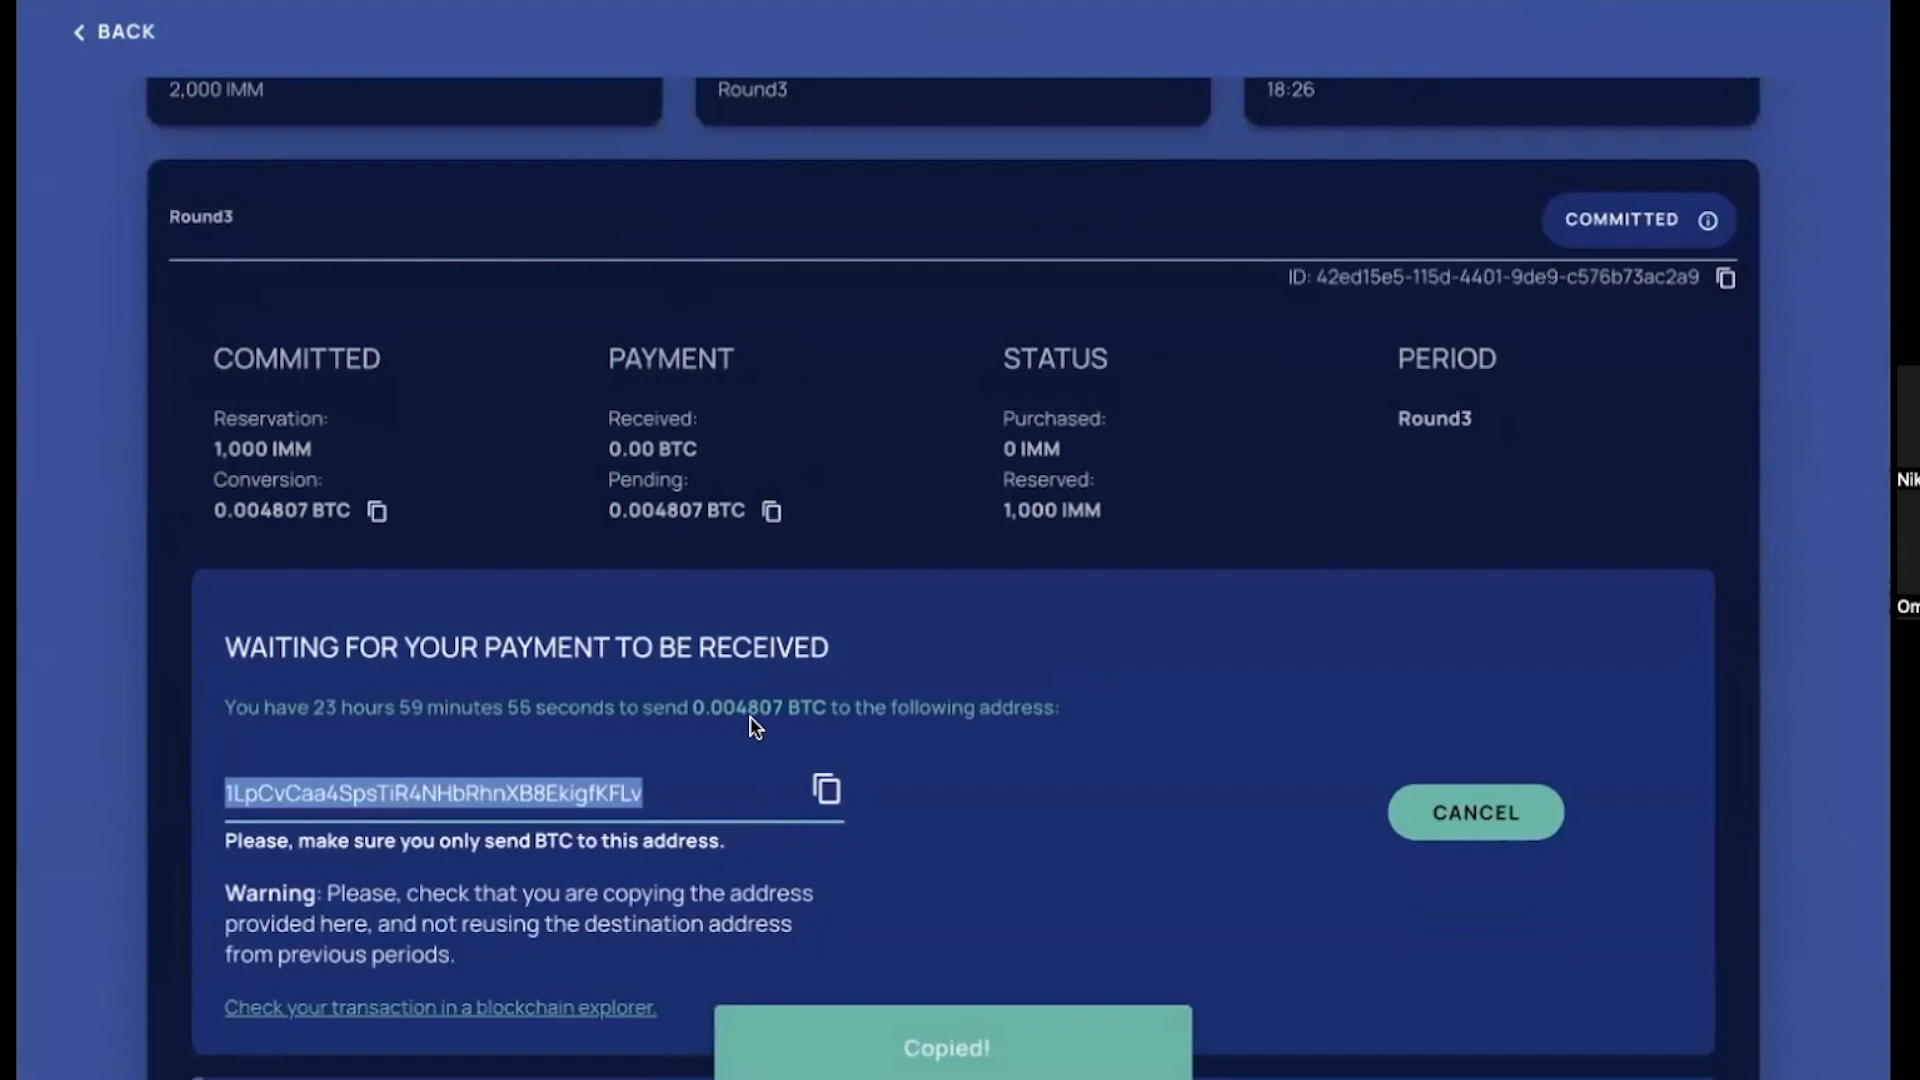 BACK
2,000 IMM
Round3
18:26
Round3
COMMITTED
ID: 42ed15e5-115d-4401-9de9-c576b73ac2a9
COMMITTED
PAYMENT
STATUS
PERIOD
Reservation:
Received:
Purchased:
Round3
1,000 IMM
0.00 BTC
0 IMM
Conversion:
Pending:
Reserved:
0.004807 BTC
0.004807 BTC
1,000 IMM
WAITING FOR YOUR PAYMENT TO BE RECEIVED
You have 23 hours 59 minutes 55 seconds to send 0.004807 BTC to the following address:
1LpCvCaa4SpsTiR4NHbRhnXB8EkigfKFLv
CANCEL
Please, make sure you only send BTC to this address.
Warning: Please, check that you are copying the address
provided here, and not reusing the destination address
from previous periods.
Check your transaction in a blockchain explorer.
Copied!
Nik
Om